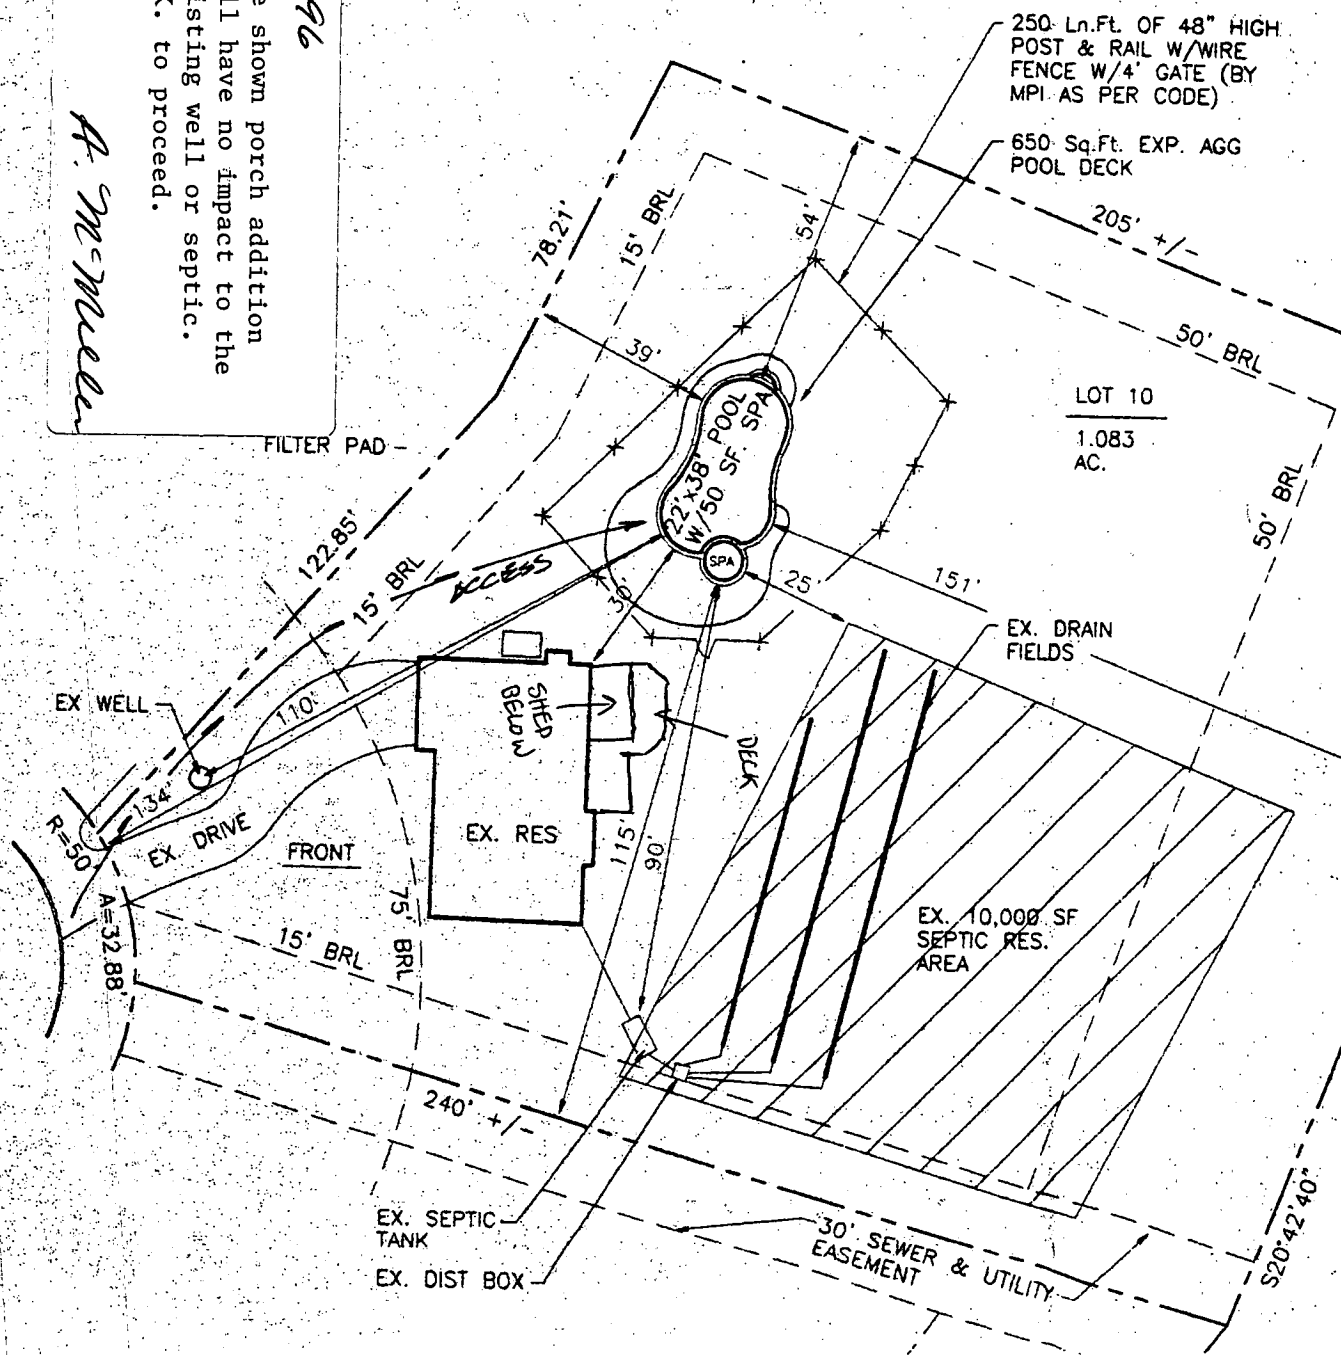 96
e shown porch addition
ll have no impact to the
isting well or septic.
K. to proceed.
A. McMillen
250 Ln.Ft. OF 48" HIGH
POST & RAIL W/WIRE
FENCE W/4' GATE (BY
MPI AS PER CODE)
650 Sq.Ft. EXP. AGG
POOL DECK
205' +/-
54'
78.21'
15' BRL
50' BRL
39'
LOT 10
1.083
AC.
22'x38' POOL
W/50 SF. SPA
SPA
FILTER PAD
50' BRL
122.85'
15' BRL
ACCESS
30'
25'
151'
EX. DRAIN
FIELDS
EX WELL
110'
SHED
BELOW
DECK
134'
R=50'
EX DRIVE
FRONT
EX. RES
115'
90'
A=32.88'
75' BRL
15' BRL
EX. 10,000 SF
SEPTIC RES.
AREA
240' +/-
EX. SEPTIC
TANK
EX. DIST BOX
30' SEWER & UTILITY
EASEMENT
S20°42'40"